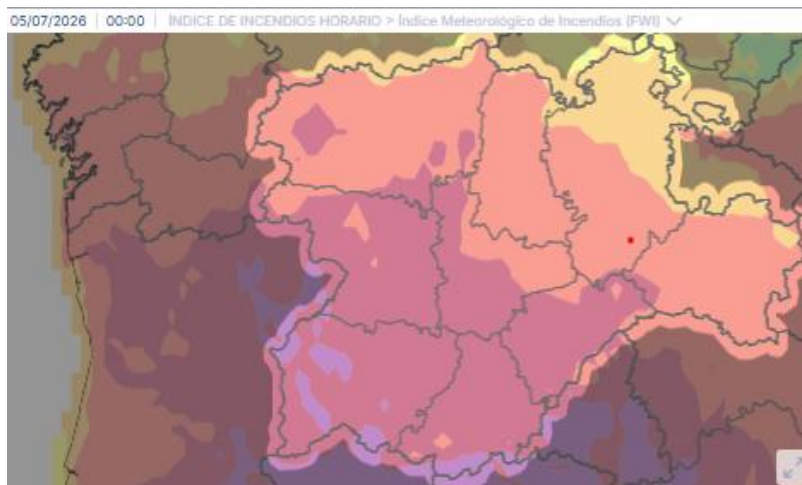 05/07/2026 | 00:00 | ÍNDICE DE INCENDIOS HORARIO > Índice Meteorológico de Incendios (FWI)